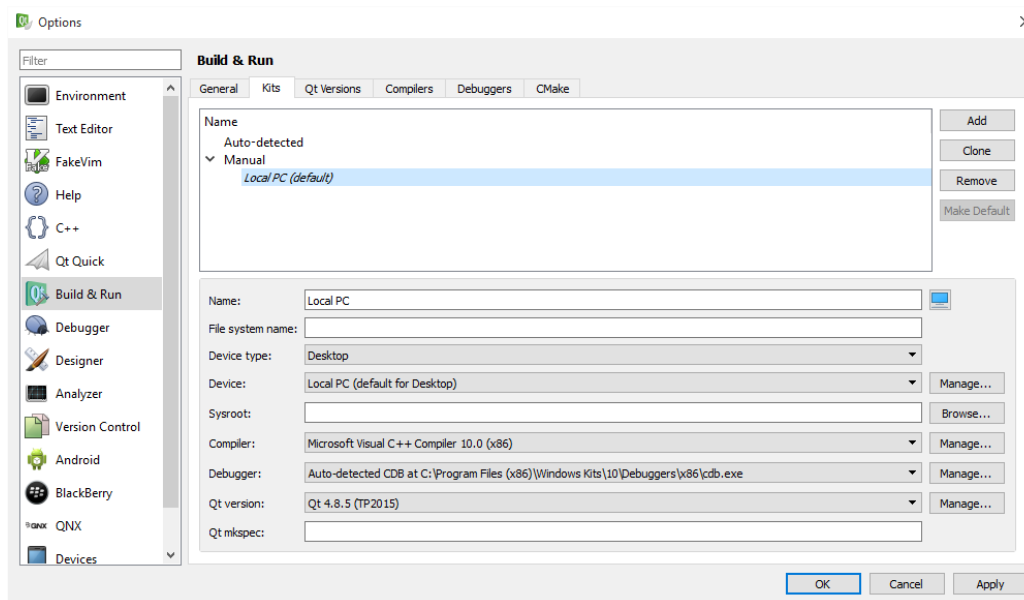 Options
Filter
Environment
Text Editor
FakeVim
Help
C++
Qt Quick
Build & Run
Debugger
Designer
Analyzer
Version Control
Android
BlackBerry
QNX
Devices
Build & Run
General Kits Qt Versions Compilers Debuggers CMake
Name
Auto-detected
Manual
Local PC (default)
Add
Clone
Remove
Make Default
Name: Local PC
File system name:
Device type: Desktop
Device: Local PC (default for Desktop) Manage...
Sysroot: Browse...
Compiler: Microsoft Visual C++ Compiler 10.0 (x86) Manage...
Debugger: Auto-detected CDB at C:\Program Files (x86)\Windows Kits\10\Debuggers\x86\cdb.exe Manage...
Qt version: Qt 4.8.5 (TP2015) Manage...
Qt mkspec:
OK Cancel Apply